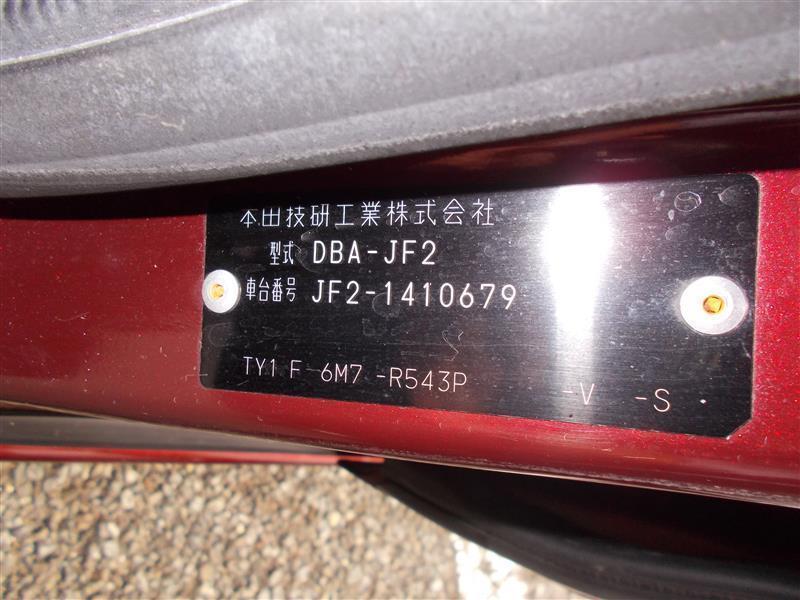 本田技研工業株式会社
型式 DBA-JF2
車台番号 JF2-1410679
TY1 F 6M7 -R543P -V -S